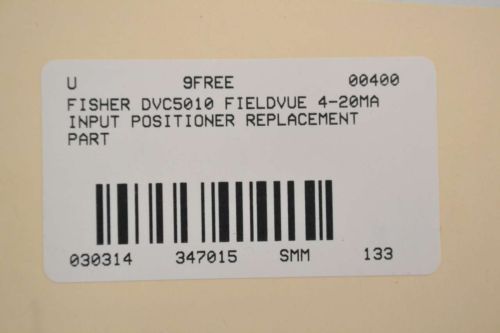 U 9FREE 00400
FISHER DVC5010 FIELDVUE 4-20MA
INPUT POSITIONER REPLACEMENT
PART
030314 347015 SMM 133